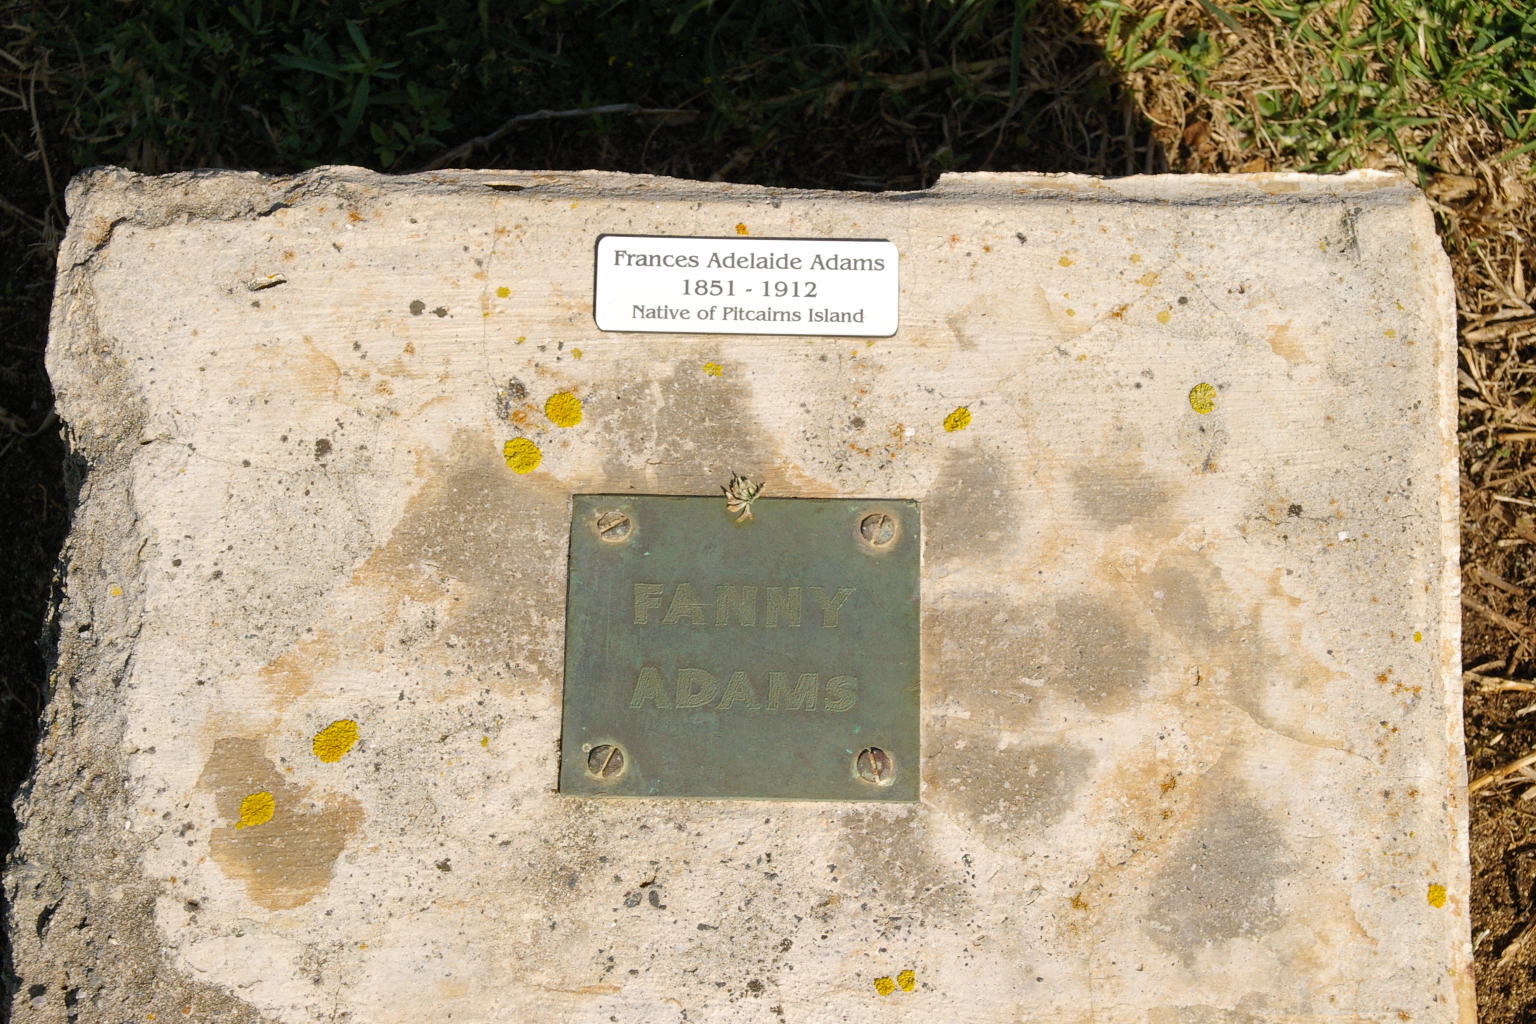 Frances Adelaide Adams
1851 - 1912
Native of Pitcairns Island
FANNY
ADAMS